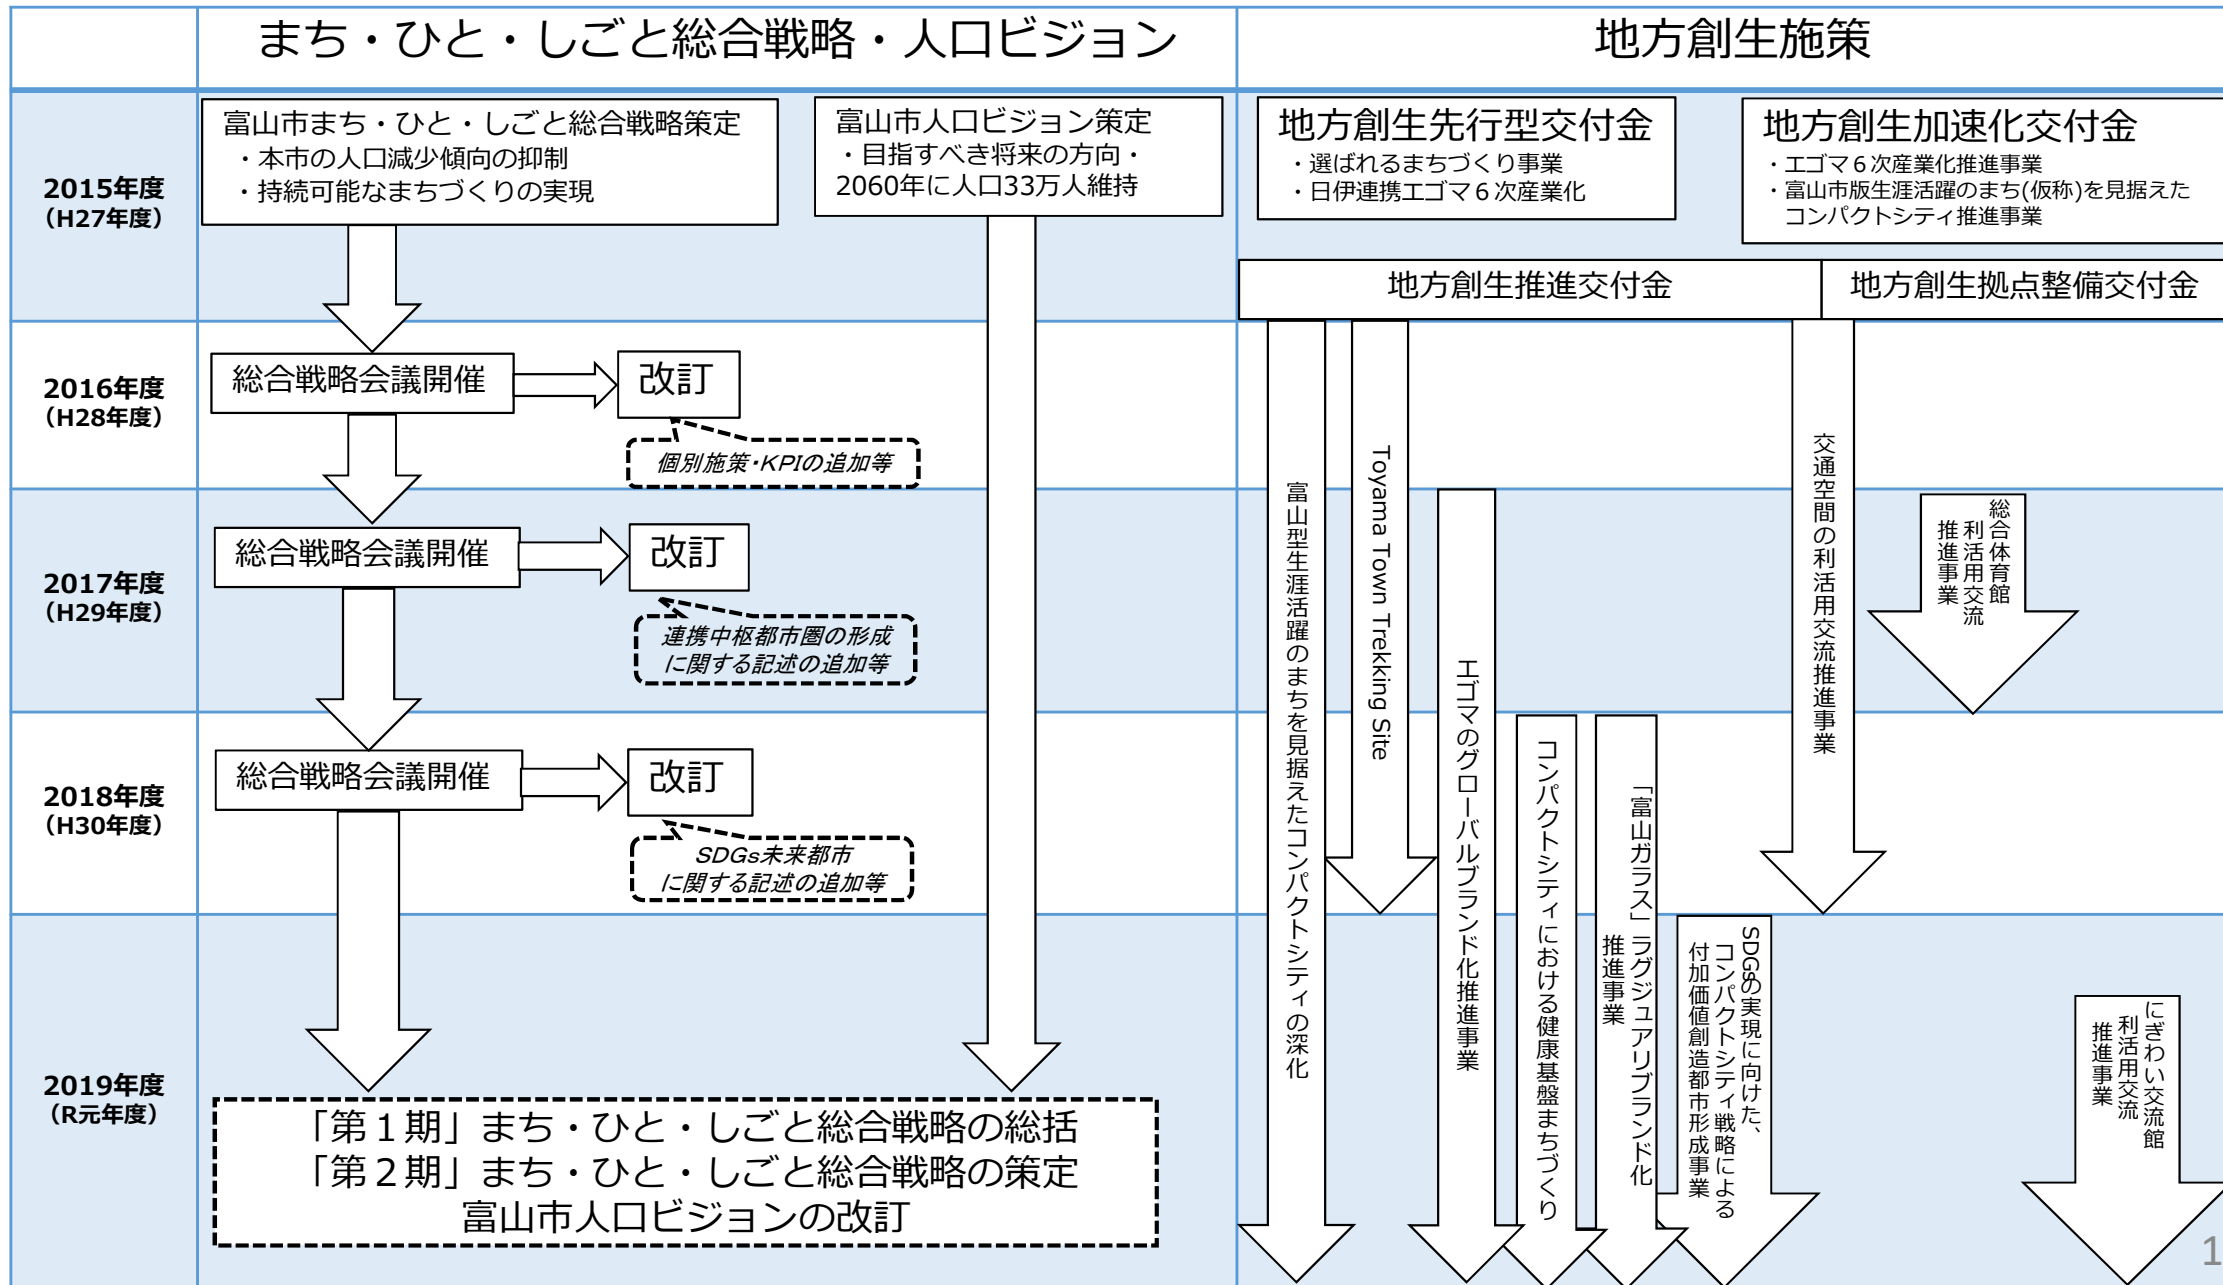 まち・ひと・しごと総合戦略・人口ビジョン
地方創生施策
2015年度
（H27年度）
富山市まち・ひと・しごと総合戦略策定
・本市の人口減少傾向の抑制
・持続可能なまちづくりの実現
富山市人口ビジョン策定
・目指すべき将来の方向・
2060年に人口33万人維持
地方創生先行型交付金
・選ばれるまちづくり事業
・日伊連携エゴマ６次産業化
地方創生加速化交付金
・エゴマ６次産業化推進事業
・富山市版生涯活躍のまち(仮称)を見据えた
コンパクトシティ推進事業
地方創生推進交付金
地方創生拠点整備交付金
2016年度
（H28年度）
総合戦略会議開催
改訂
個別施策・KPIの追加等
2017年度
（H29年度）
総合戦略会議開催
改訂
連携中枢都市圏の形成
に関する記述の追加等
2018年度
（H30年度）
総合戦略会議開催
改訂
SDGs未来都市
に関する記述の追加等
2019年度
（R元年度）
「第１期」まち・ひと・しごと総合戦略の総括
「第２期」まち・ひと・しごと総合戦略の策定
富山市人口ビジョンの改訂
富山型生涯活躍のまちを見据えたコンパクトシティの深化
Toyama Town Trekking Site
エゴマのグローバルブランド化推進事業
コンパクトシティにおける健康基盤まちづくり
「富山ガラス」ラグジュアリブランド化
推進事業
SDGsの実現に向けた、
コンパクトシティ戦略による
付加価値創造都市形成事業
交通空間の利活用交流推進事業
総合体育館
利活用交流
推進事業
にぎわい交流館
利活用交流
推進事業
1